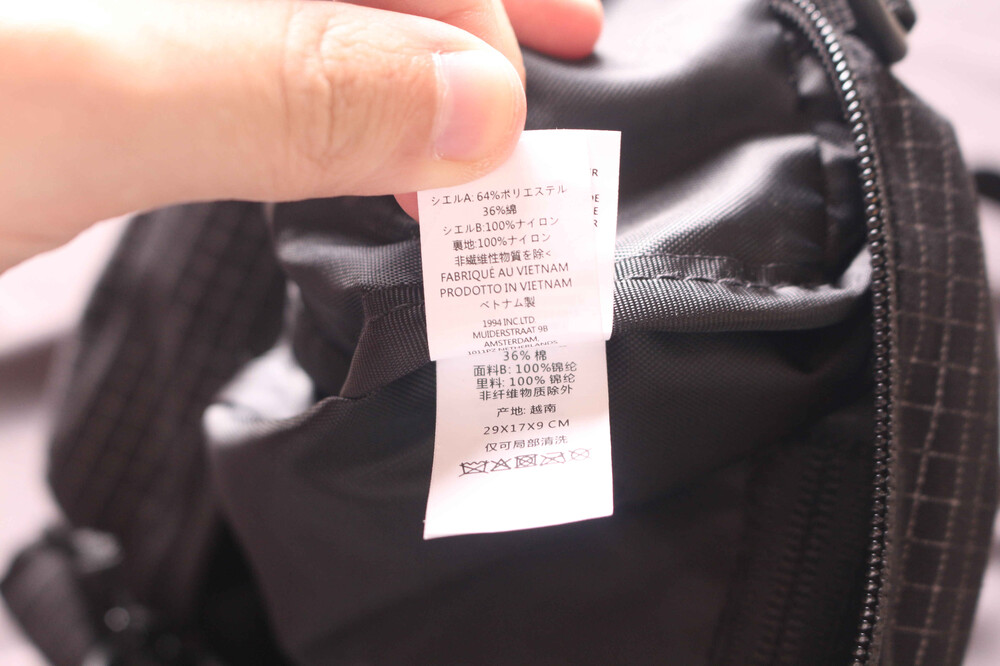 シエルA: 64%ポリエステル
36%綿
シエルB:100%ナイロン
裏地:100%ナイロン
非繊維性物質を除<
FABRIQUÉ AU VIETNAM
PRODOTTO IN VIETNAM
ベトナム製
1994 INC.LTD.
MUIDERSTRAAT 9B
AMSTERDAM,
1011PZ NETHERLANDS
36% 棉
面料B: 100%锦纶
里料: 100% 锦纶
非纤维物质除外
产地: 越南
29X17X9 CM
仅可局部清洗